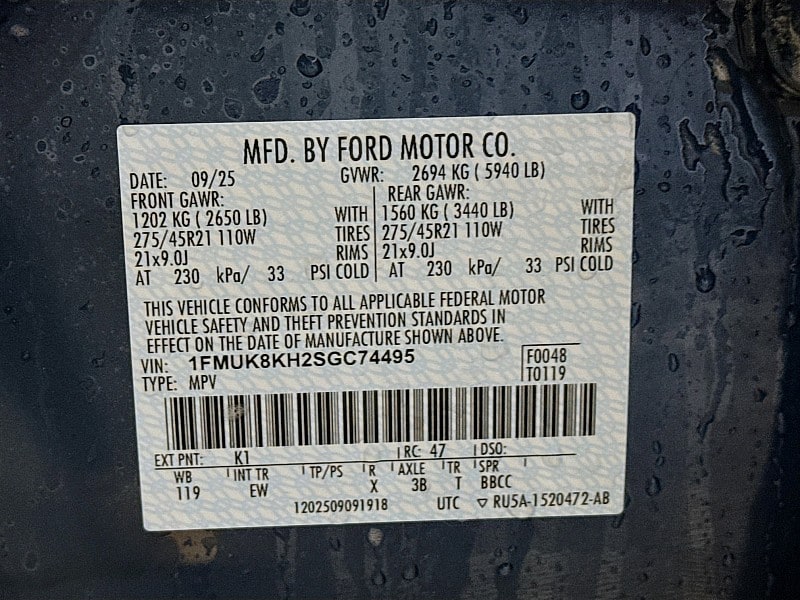 MFD. BY FORD MOTOR CO.
DATE: 09/25 GVWR: 2694 KG ( 5940 LB)
FRONT GAWR: REAR GAWR:
1202 KG ( 2650 LB) WITH 1560 KG ( 3440 LB) WITH
275/45R21 110W TIRES 275/45R21 110W TIRES
21x9.0J RIMS 21x9.0J RIMS
AT 230 kPa/ 33 PSI COLD AT 230 kPa/ 33 PSI COLD
THIS VEHICLE CONFORMS TO ALL APPLICABLE FEDERAL MOTOR
VEHICLE SAFETY AND THEFT PREVENTION STANDARDS IN
EFFECT ON THE DATE OF MANUFACTURE SHOWN ABOVE.
VIN: 1FMUK8KH2SGC74495 F0048
TYPE: MPV T0119
EXT PNT: K1 RC: 47 DSO:
WB INT TR TP/PS R AXLE TR SPR
119 EW X 3B T BBCC
1202509091918 UTC ▽ RU5A-1520472-AB